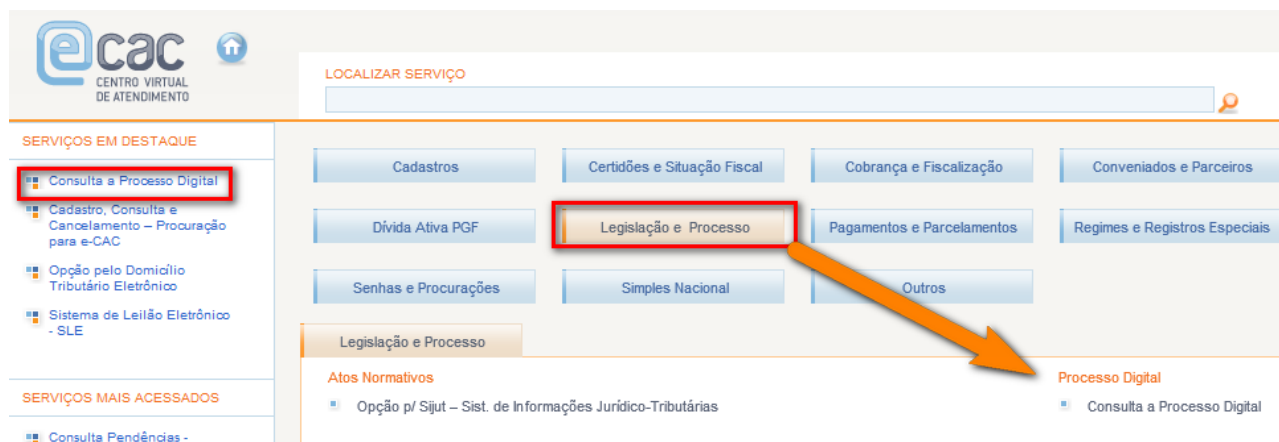 ecac
CENTRO VIRTUAL
DE ATENDIMENTO
LOCALIZAR SERVIÇO
SERVIÇOS EM DESTAQUE
Consulta a Processo Digital
Cadastro, Consulta e
Cancelamento – Procuração
para e-CAC
Opção pelo Domicílio
Tributário Eletrônico
Sistema de Leilão Eletrônico
- SLE
SERVIÇOS MAIS ACESSADOS
Consulta Pendências -
Cadastros
Certidões e Situação Fiscal
Cobrança e Fiscalização
Conveniados e Parceiros
Dívida Ativa PGF
Legislação e Processo
Pagamentos e Parcelamentos
Regimes e Registros Especiais
Senhas e Procurações
Simples Nacional
Outros
Legislação e Processo
Atos Normativos
Opção p/ Sijut – Sist. de Informações Jurídico-Tributárias
Processo Digital
Consulta a Processo Digital